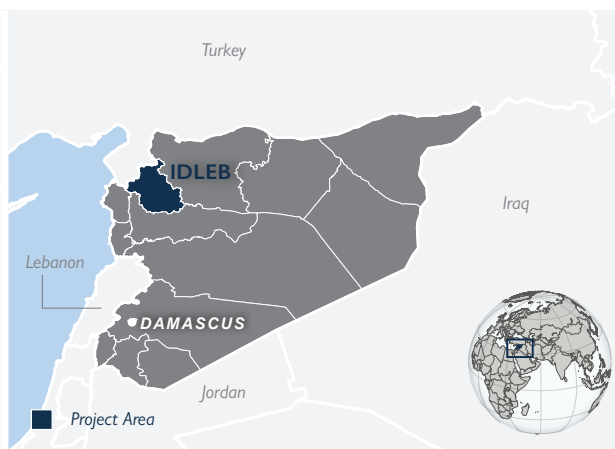 Turkey
IDLEB
Iraq
Lebanon
DAMASCUS
Jordan
Project Area